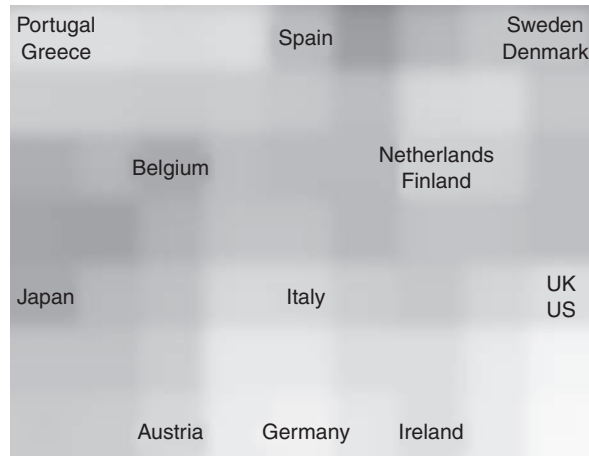 Portugal
Greece
Spain
Sweden
Denmark
Belgium
Netherlands
Finland
Japan
Italy
UK
US
Austria
Germany
Ireland